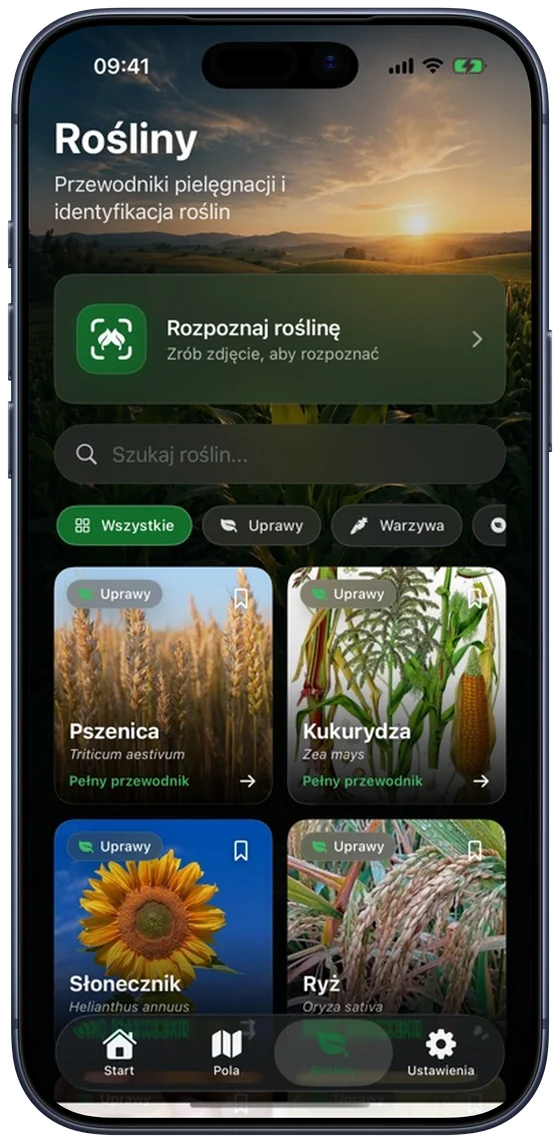 09:41
Rośliny
Przewodniki pielęgnacji i
identyfikacja roślin
Rozpoznaj roślinę
Zrób zdjęcie, aby rozpoznać
Szukaj roślin...
Wszystkie
Uprawy
Warzywa
Uprawy
Uprawy
Pszenica
Kukurydza
Triticum aestivum
Zea mays
Pełny przewodnik
Pełny przewodnik
Uprawy
Uprawy
Słonecznik
Ryż
Helianthus annuus
Oryza sativa
Start
Pola
Rośliny
Ustawienia